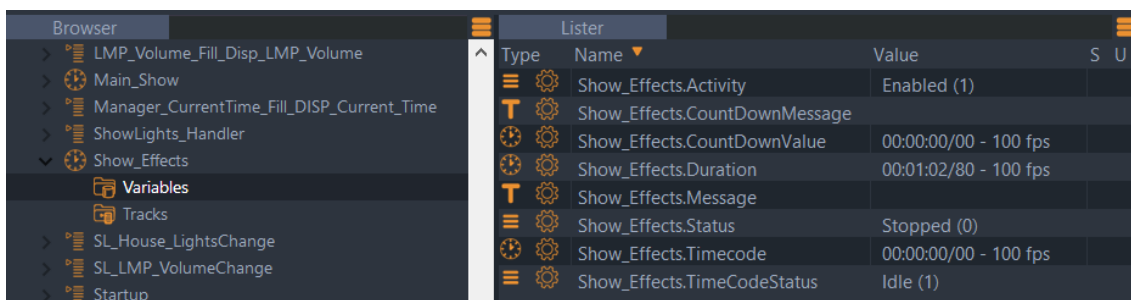 Browser
LMP_Volume_Fill_Disp_LMP_Volume
Main_Show
Manager_CurrentTime_Fill_DISP_Current_Time
ShowLights_Handler
Show_Effects
Variables
Tracks
SL_House_LightsChange
SL_LMP_VolumeChange
Startup
Lister
Type Name Value S U
Show_Effects.Activity Enabled (1)
T Show_Effects.CountDownMessage
Show_Effects.CountDownValue 00:00:00/00 - 100 fps
Show_Effects.Duration 00:01:02/80 - 100 fps
T Show_Effects.Message
Show_Effects.Status Stopped (0)
Show_Effects.Timecode 00:00:00/00 - 100 fps
Show_Effects.TimeCodeStatus Idle (1)